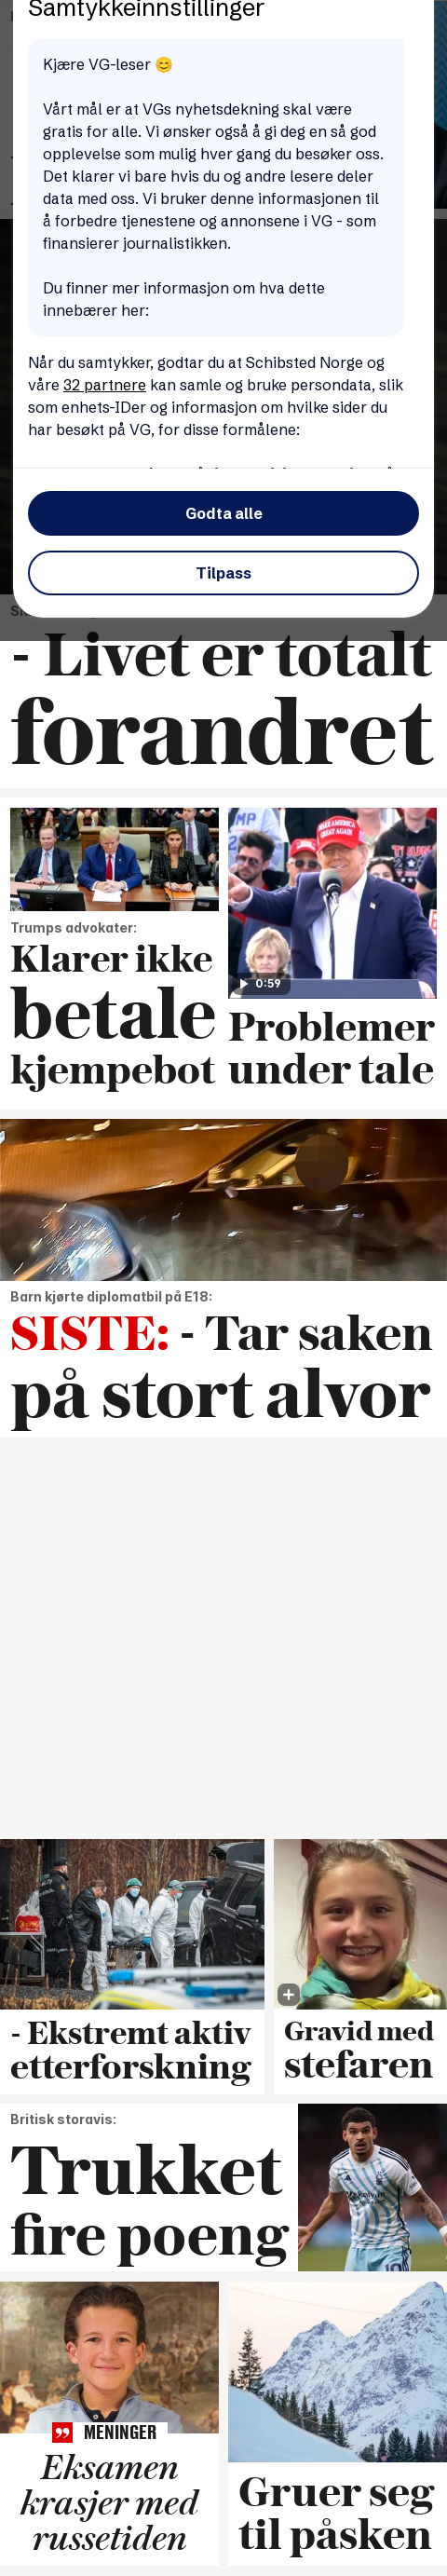 Samtykkeinnstillinger
Kjære VG-leser 😊
Vårt mål er at VGs nyhetsdekning skal være
gratis for alle. Vi ønsker også å gi deg en så god
opplevelse som mulig hver gang du besøker oss.
Det klarer vi bare hvis du og andre lesere deler
data med oss. Vi bruker denne informasjonen til
å forbedre tjenestene og annonsene i VG - som
finansierer journalistikken.
Du finner mer informasjon om hva dette
innebærer her:
Når du samtykker, godtar du at Schibsted Norge og
våre 32 partnere kan samle og bruke persondata, slik
som enhets-IDer og informasjon om hvilke sider du
har besøkt på VG, for disse formålene:
Godta alle
Tilpass
- Livet er totalt
forandret
MAKE AMERICA
GREAT AGAIN
0:59
Trumps advokater:
Klarer ikke
betale
kjempebot
Problemer
under tale
Barn kjørte diplomatbil på E18:
SISTE: - Tar saken
på stort alvor
- Ekstremt aktiv
etterforskning
Gravid med
stefaren
Britisk storavis:
Trukket
fire poeng
MENINGER
Eksamen
krasjer med
russetiden
Gruer seg
til påsken